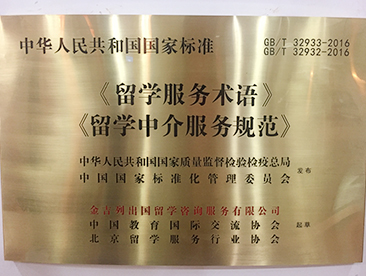 中华人民共和国国家标准
GB/T 32933-2016
GB/T 32932-2016
《留学服务术语》
《留学中介服务规范》
中华人民共和国国家质量监督检验检疫总局
中国国家标准化管理委员会
发布
金吉列出国留学咨询服务有限公司
中国教育国际交流协会
北京留学服务行业协会
起草